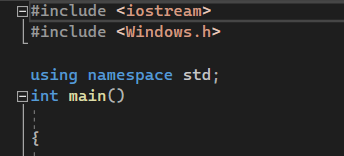 #include <iostream>
#include <Windows.h>
using namespace std;
int main()
{